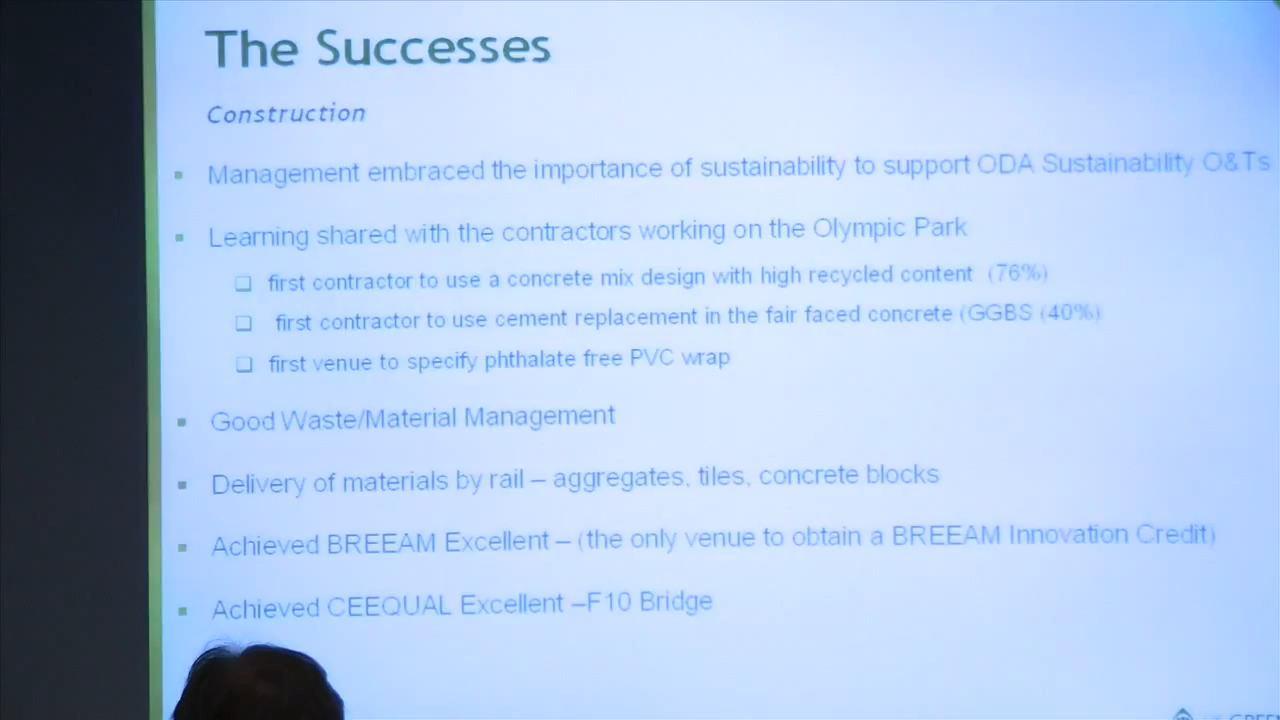 The Successes
Construction
Management embraced the importance of sustainability to support ODA Sustainability O&Ts
Learning shared with the contractors working on the Olympic Park
first contractor to use a concrete mix design with high recycled content (76%)
first contractor to use cement replacement in the fair faced concrete (GGBS (40%)
first venue to specify phthalate free PVC wrap
Good Waste/Material Management
Delivery of materials by rail – aggregates, tiles, concrete blocks
Achieved BREEAM Excellent – (the only venue to obtain a BREEAM Innovation Credit)
Achieved CEEQUAL Excellent –F10 Bridge